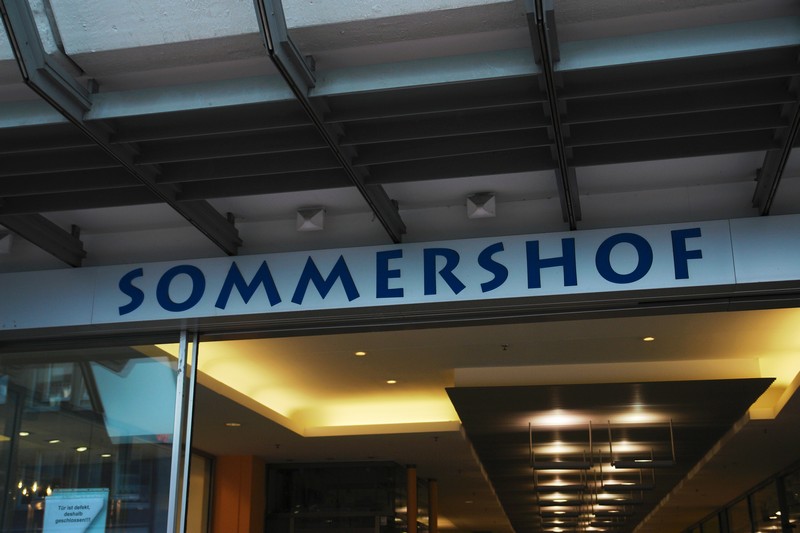 SOMMERSHOF
Tür ist defekt,
deshalb
geschlossen!!!